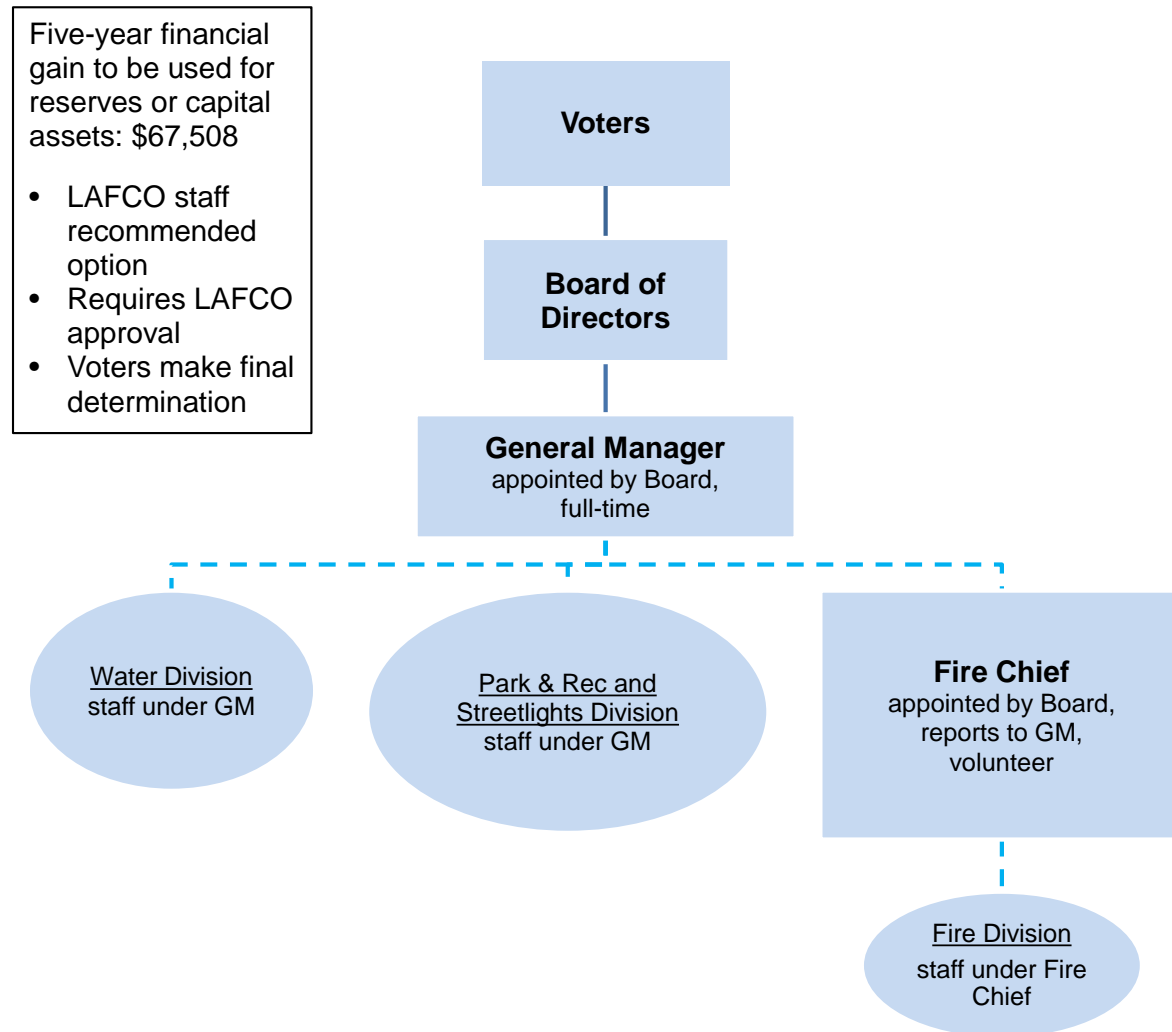 Five-year financial
gain to be used for
reserves or capital
assets: $67,508
• LAFCO staff
recommended
option
• Requires LAFCO
approval
• Voters make final
determination
Voters
Board of
Directors
General Manager
appointed by Board,
full-time
Water Division
staff under GM
Park & Rec and
Streetlights Division
staff under GM
Fire Chief
appointed by Board,
reports to GM,
volunteer
Fire Division
staff under Fire
Chief